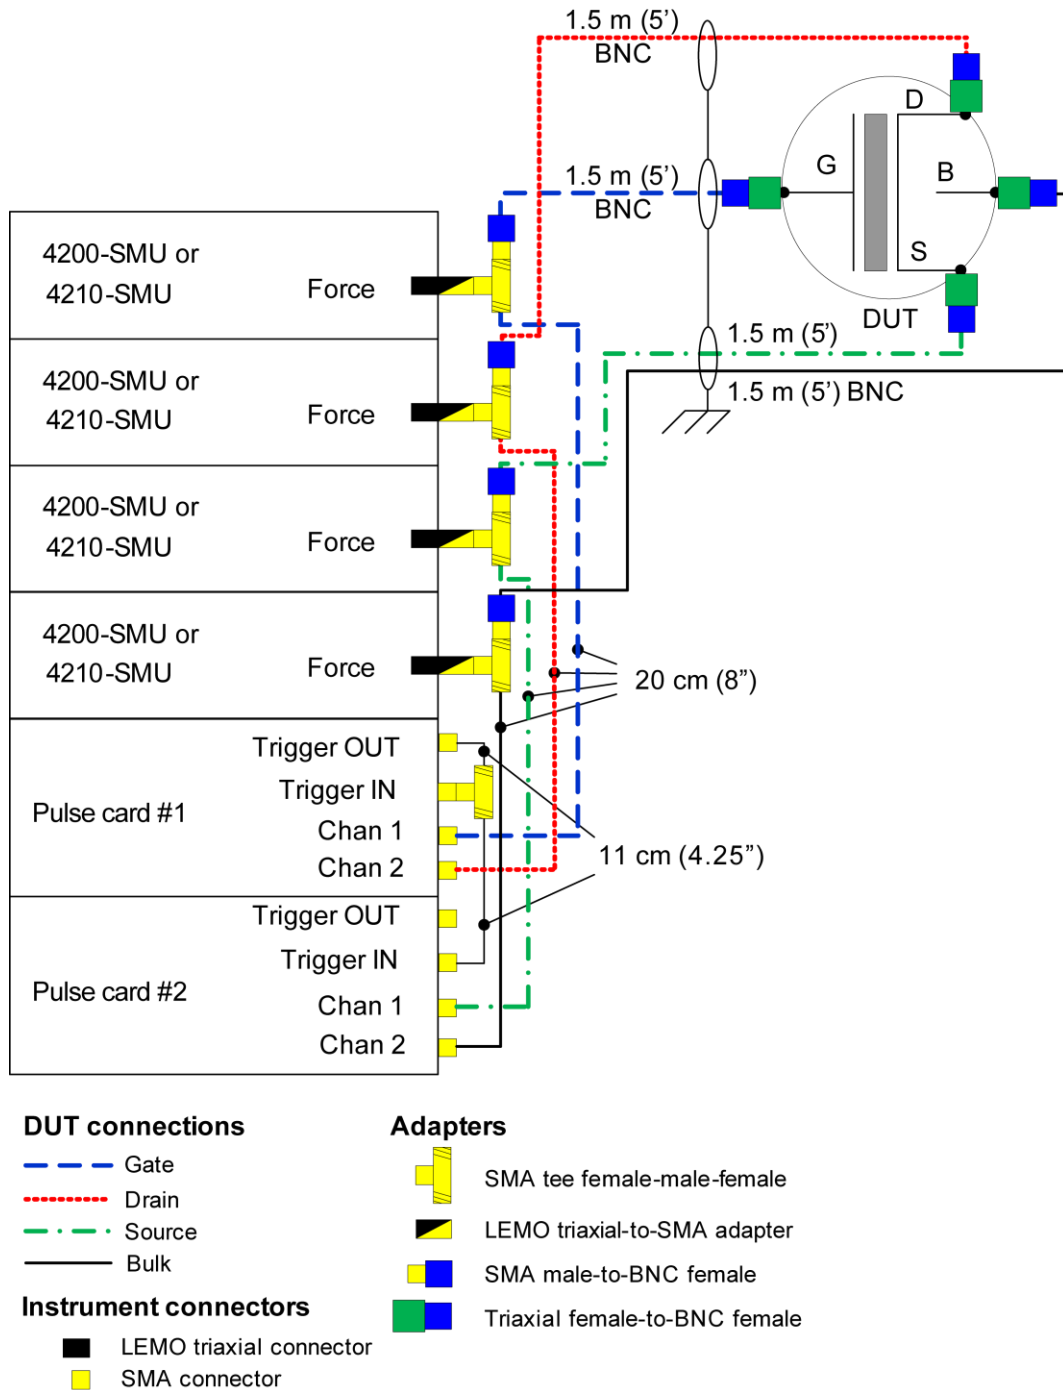 1.5 m (5’)
BNC
D
G
B
S
DUT
1.5 m (5’)
BNC
4200-SMU or
4210-SMU
Force
1.5 m (5’)
1.5 m (5’) BNC
4200-SMU or
4210-SMU
Force
4200-SMU or
4210-SMU
Force
4200-SMU or
4210-SMU
Force
20 cm (8”)
Pulse card #1
Trigger OUT
Trigger IN
Chan 1
Chan 2
11 cm (4.25”)
Pulse card #2
Trigger OUT
Trigger IN
Chan 1
Chan 2
DUT connections
Gate
Drain
Source
Bulk
Instrument connectors
LEMO triaxial connector
SMA connector
Adapters
SMA tee female-male-female
LEMO triaxial-to-SMA adapter
SMA male-to-BNC female
Triaxial female-to-BNC female